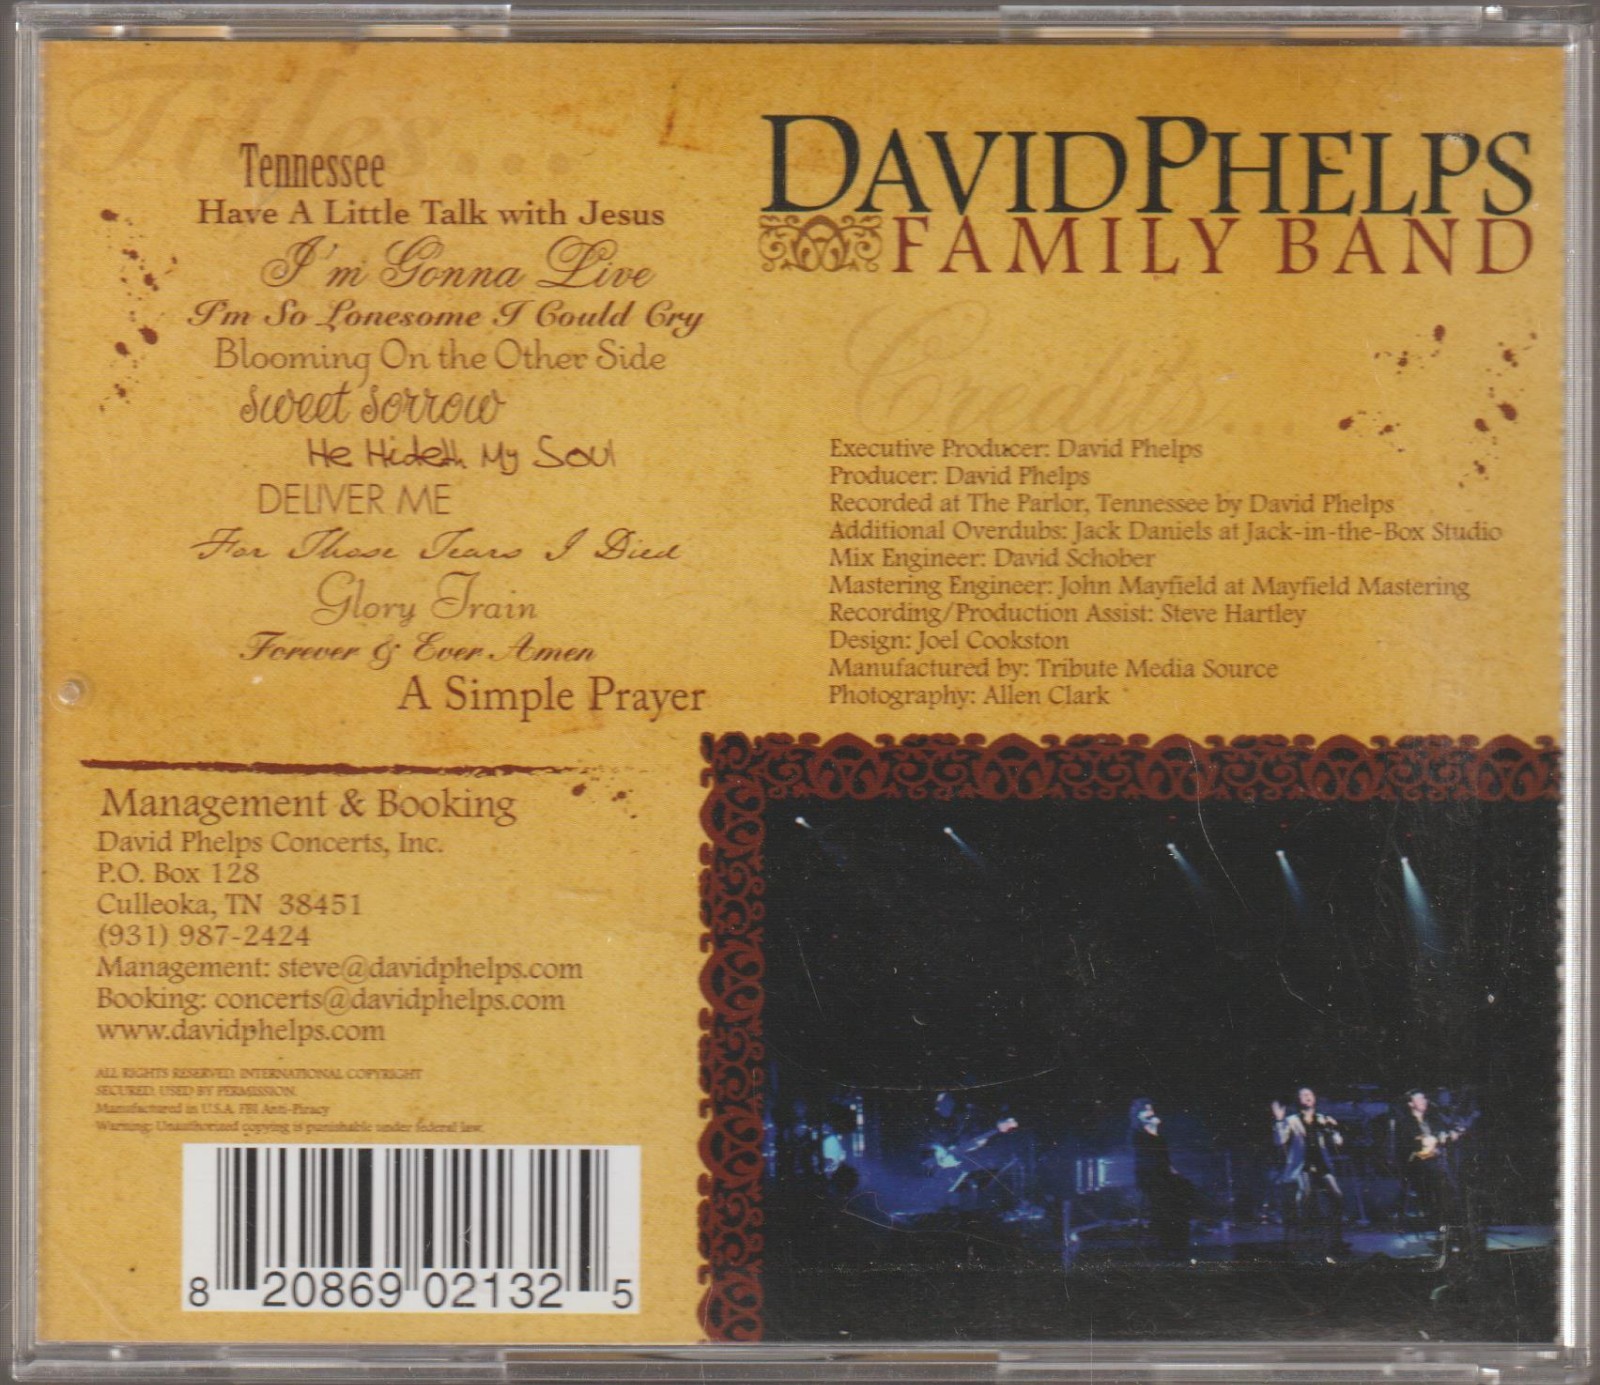 Titles...
Tennessee
Have A Little Talk with Jesus
I'm Gonna Live
I'm So Lonesome I Could Cry
Blooming On the Other Side
Sweet Sorrow
He Hideth My Soul
DELIVER ME
For Those Tears I Died
Glory Train
Forever & Ever Amen
A Simple Prayer
Management & Booking
David Phelps Concerts, Inc.
P.O. Box 128
Culleoka, TN 38451
(931) 987-2424
Management: steve@davidphelps.com
Booking: concerts@davidphelps.com
www.davidphelps.com
ALL RIGHTS RESERVED. INTERNATIONAL COPYRIGHT
SECURED. USED BY PERMISSION.
Manufactured in U.S.A. FBI Anti-Piracy
Warning: Unauthorized copying is punishable under federal law.
8 20869 02132 5
DAVID PHELPS
FAMILY BAND
Credits...
Executive Producer: David Phelps
Producer: David Phelps
Recorded at The Parlor, Tennessee by David Phelps
Additional Overdubs: Jack Daniels at Jack-in-the-Box Studio
Mix Engineer: David Schober
Mastering Engineer: John Mayfield at Mayfield Mastering
Recording/Production Assist: Steve Hartley
Design: Joel Cookston
Manufactured by: Tribute Media Source
Photography: Allen Clark